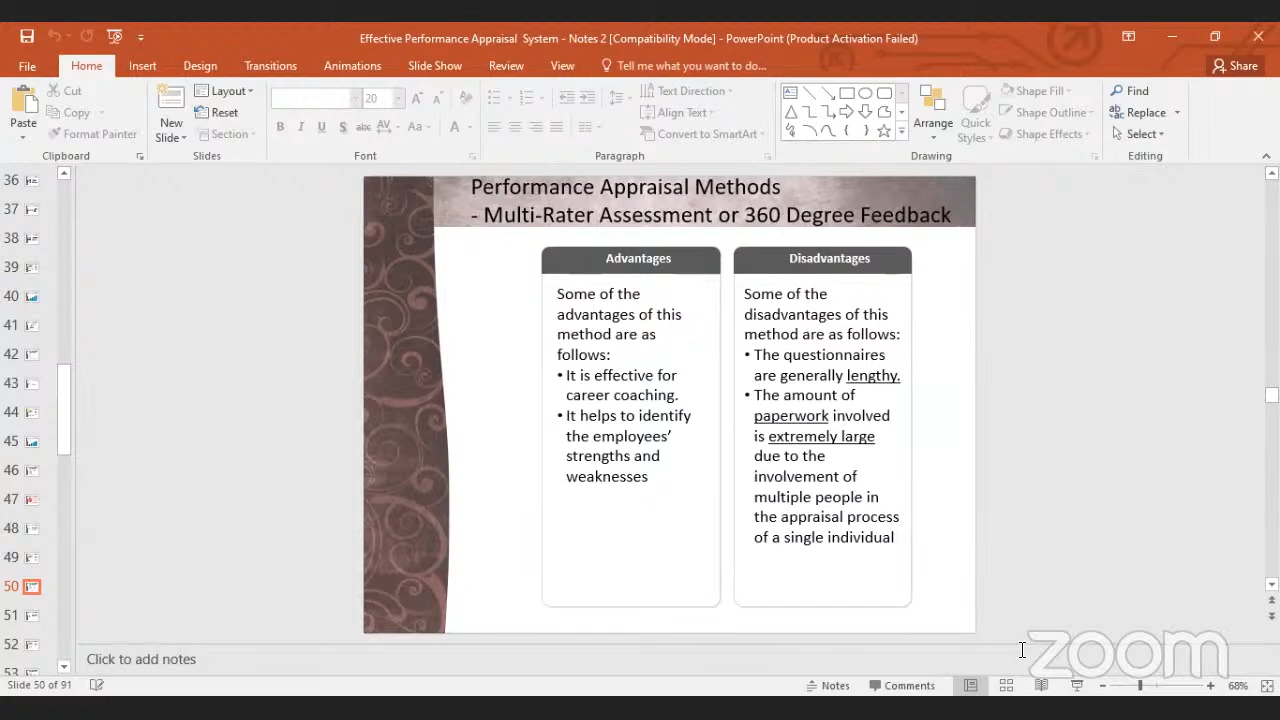 Effective Performance Appraisal System - Notes 2 [Compatibility Mode] - PowerPoint (Product Activation Failed)
File Home Insert Design Transitions Animations Slide Show Review View Tell me what you want to do... Share
Paste
Cut
Copy
Format Painter
Clipboard
New
Slide
Layout
Reset
Section
Slides
20
B I U S abc AV Aa A
Font
Text Direction
Align Text
Convert to SmartArt
Paragraph
Arrange
Quick
Styles
Shape Fill
Shape Outline
Shape Effects
Drawing
Find
Replace
Select
Editing
36
37
38
39
40
41
42
43
44
45
46
47
48
49
50
51
52
53
Performance Appraisal Methods
- Multi-Rater Assessment or 360 Degree Feedback
Advantages
Some of the
advantages of this
method are as
follows:
• It is effective for
career coaching.
• It helps to identify
the employees’
strengths and
weaknesses
Disadvantages
Some of the
disadvantages of this
method are as follows:
• The questionnaires
are generally lengthy.
• The amount of
paperwork involved
is extremely large
due to the
involvement of
multiple people in
the appraisal process
of a single individual
Click to add notes
zoom
Slide 50 of 91 Notes Comments 68%